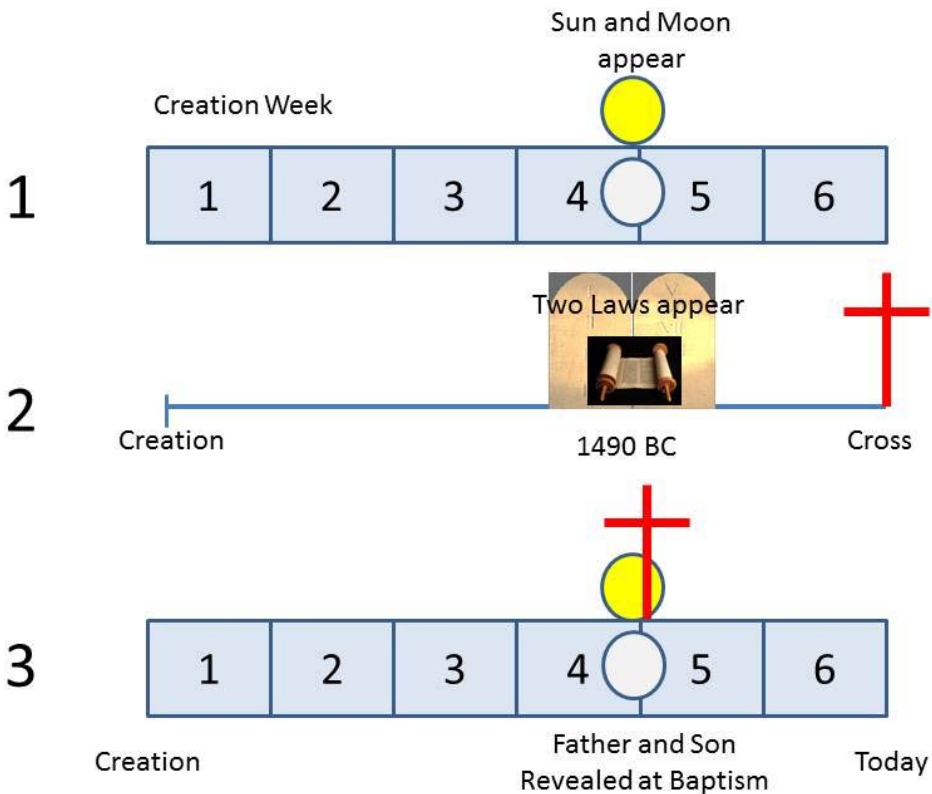 Sun and Moon
appear
Creation Week
1
1 2 3 4 5 6
Two Laws appear
2
Creation
1490 BC
Cross
3
1 2 3 4 5 6
Creation
Father and Son
Revealed at Baptism
Today